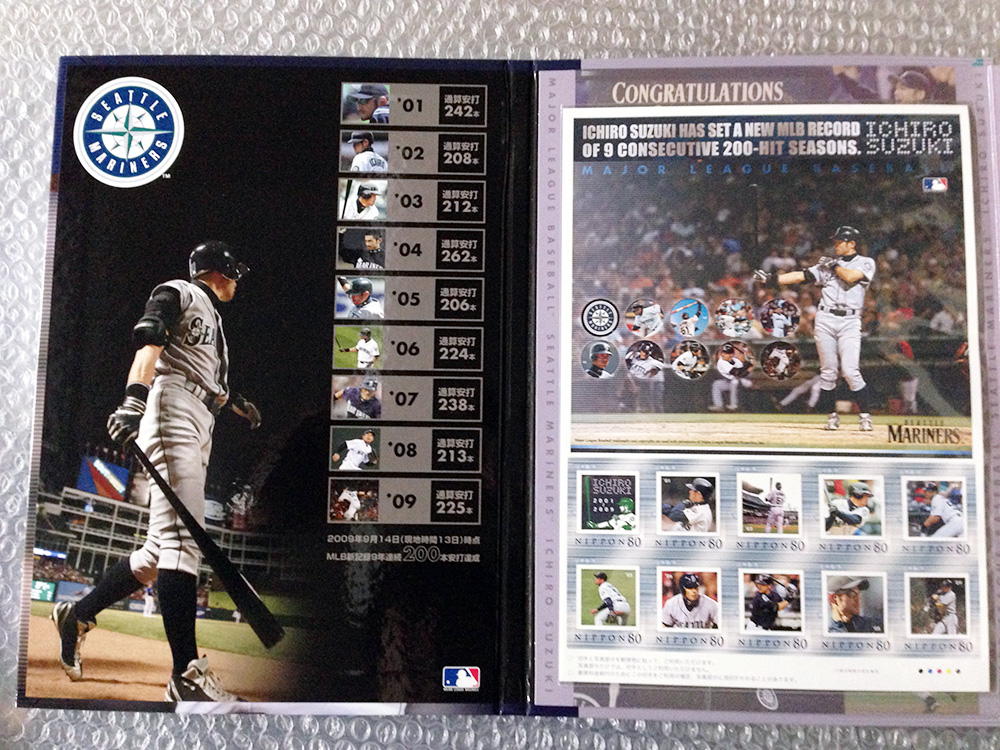 SEATTLE
MARINERS
TM
'01 通算安打 242本
'02 通算安打 208本
'03 通算安打 212本
'04 通算安打 262本
'05 通算安打 206本
'06 通算安打 224本
'07 通算安打 238本
'08 通算安打 213本
'09 通算安打 225本
2009年9月14日(現地時間13日)時点
MLB新記録9年連続200本安打達成
MAJOR LEAGUE BASEBALL SEATTLE MARINERS ICHIRO SUZUKI
CONGRATULATIONS
ICHIRO SUZUKI HAS SET A NEW MLB RECORD
OF 9 CONSECUTIVE 200-HIT SEASONS.
ICHIRO
SUZUKI
MAJOR LEAGUE BASEBA
SEATTLE
MARINERS
ICHIRO
SUZUKI
2001
2009
NIPPON 80
NIPPON 80
NIPPON 80
NIPPON 80
NIPPON 80
NIPPON 80
NIPPON 80
NIPPON 80
NIPPON 80
NIPPON 80